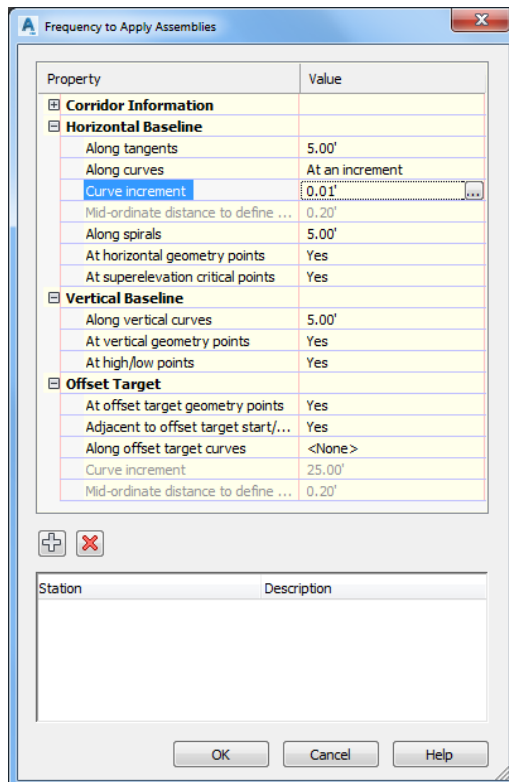 Frequency to Apply Assemblies
Property Value
Corridor Information
Horizontal Baseline
Along tangents 5.00'
Along curves At an increment
Curve increment 0.01' ...
Mid-ordinate distance to define ... 0.20'
Along spirals 5.00'
At horizontal geometry points Yes
At superelevation critical points Yes
Vertical Baseline
Along vertical curves 5.00'
At vertical geometry points Yes
At high/low points Yes
Offset Target
At offset target geometry points Yes
Adjacent to offset target start/... Yes
Along offset target curves <None>
Curve increment 25.00'
Mid-ordinate distance to define ... 0.20'
Station Description
OK Cancel Help